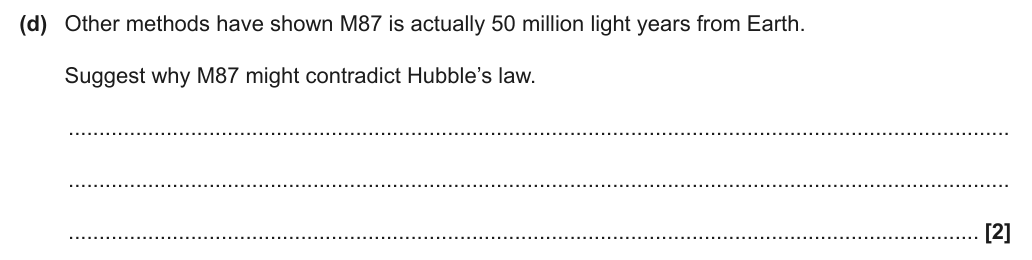 (d) Other methods have shown M87 is actually 50 million light years from Earth.
Suggest why M87 might contradict Hubble’s law.
[2]